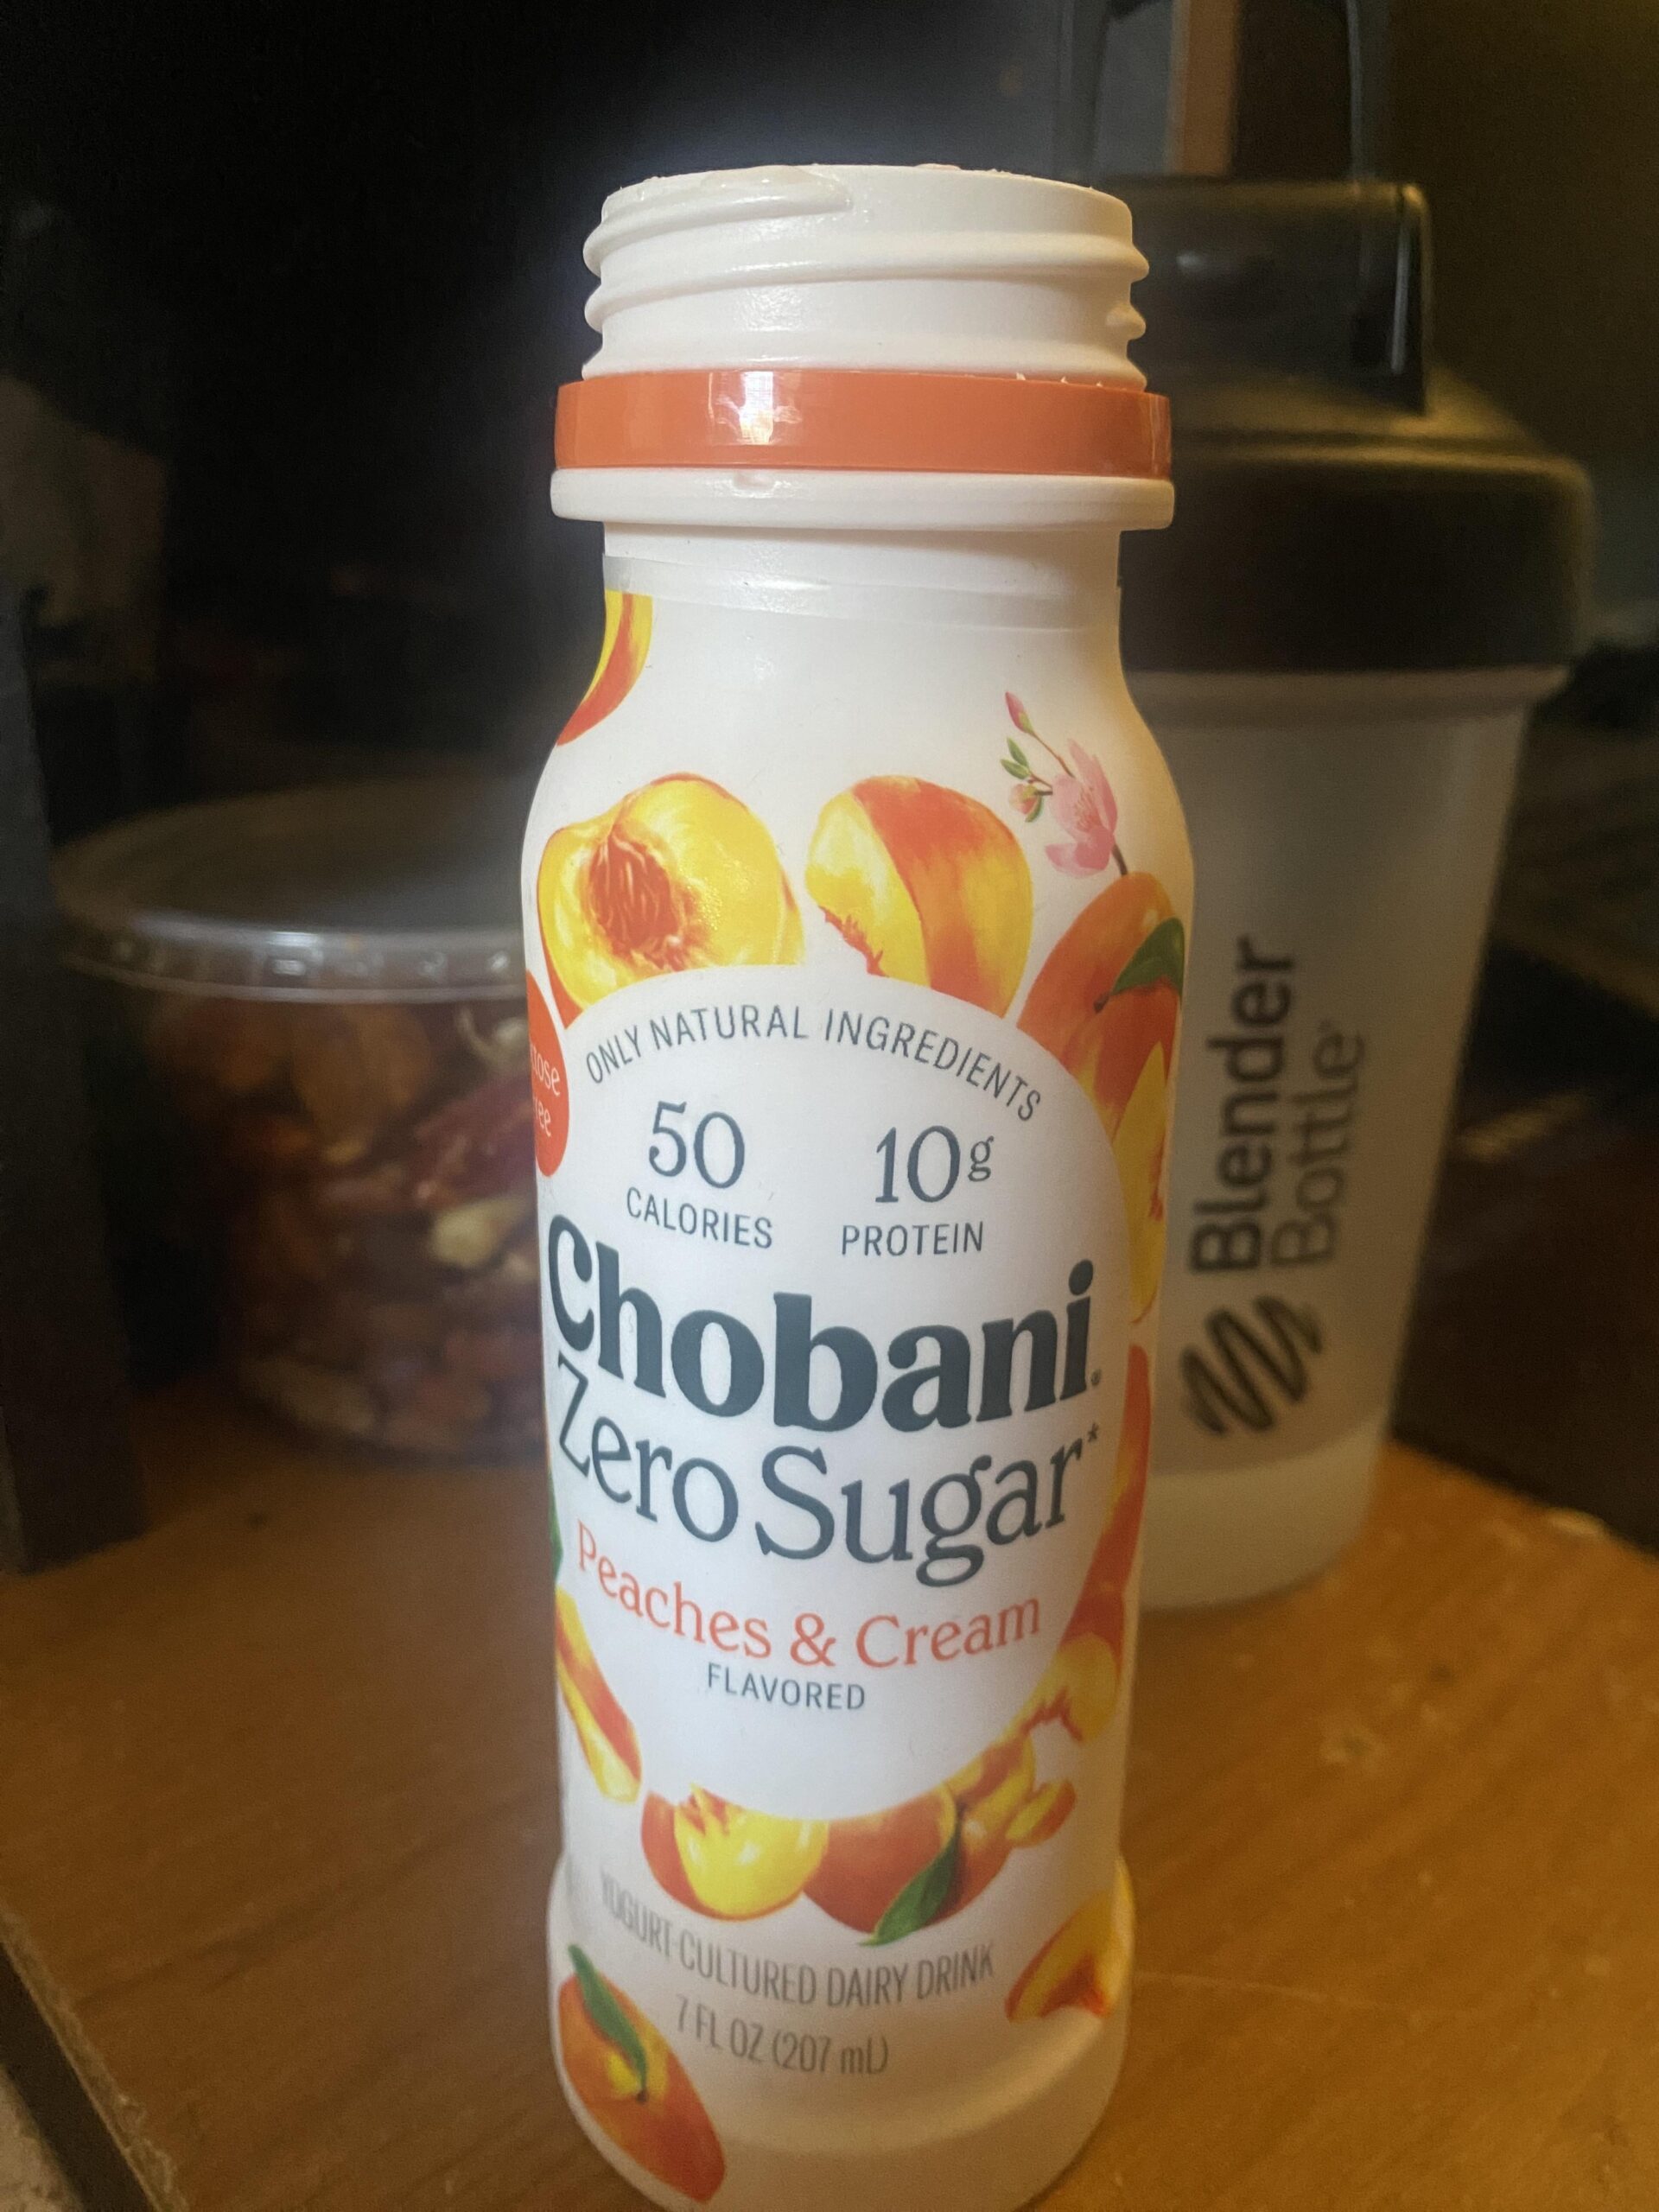 ONLY NATURAL INGREDIENTS
50
CALORIES
10g
PROTEIN
Chobani®
Zero Sugar*
Peaches & Cream
FLAVORED
YOGURT-CULTURED DAIRY DRINK
7 FL OZ (207 mL)
Blender
Bottle